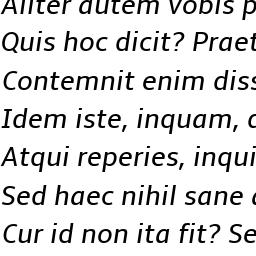 Aliter autem vobis p
Quis hoc dicit? Praet
Contemnit enim diss
Idem iste, inquam, d
Atqui reperies, inqui
Sed haec nihil sane a
Cur id non ita fit? Se